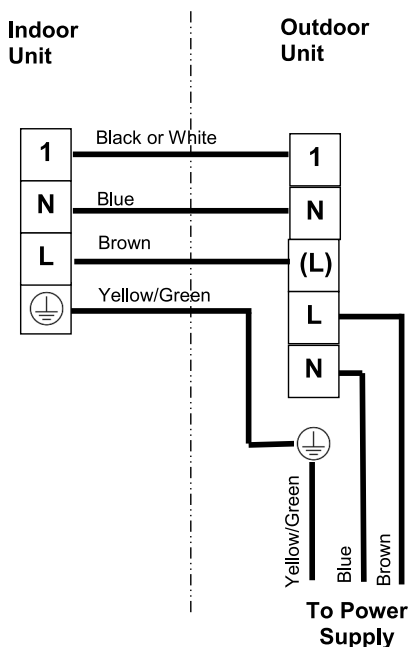 Indoor
Unit
Outdoor
Unit
1
Black or White
1
N
Blue
N
L
Brown
(L)
Yellow/Green
L
N
Yellow/Green
Blue
Brown
To Power
Supply